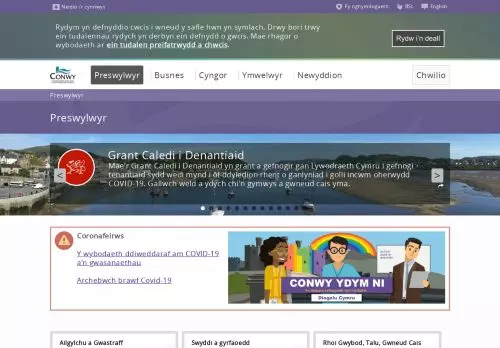 Neidio i'r cynnwys
Fy nghymdogaeth
BSL
English
Rydym yn defnyddio cwcis i wneud y safle hwn yn symlach. Drwy bori trwy
ein tudalennau rydych yn derbyn ein defnydd o gwcis. Mae rhagor o
wybodaeth ar ein tudalen preifatrwydd a chwcis.
Rydw i'n deall
CONWY
Preswylwyr
Busnes
Cyngor
Ymwelwyr
Newyddion
Chwilio
Preswylwyr
Preswylwyr
Grant Caledi i Denantiaid
Mae'r Grant Caledi i Denantiaid yn grant a gefnogir gan Lywodraeth Cymru i gefnogi
tenantiaid sydd wedi mynd i ôl-ddyledion rhent o ganlyniad i golli incwm oherwydd
COVID-19. Gallwch weld a ydych chi'n gymwys a gwneud cais yma.
<
>
Coronafeirws
Y wybodaeth ddiweddaraf am COVID-19
a'n gwasanaethau
Archebwch brawf Covid-19
CONWY YDYM NI
Diogelu Cymru
Ailgylchu a Gwastraff
Swyddi a gyrfaoedd
Rhoi Gwybod, Talu, Gwneud Cais